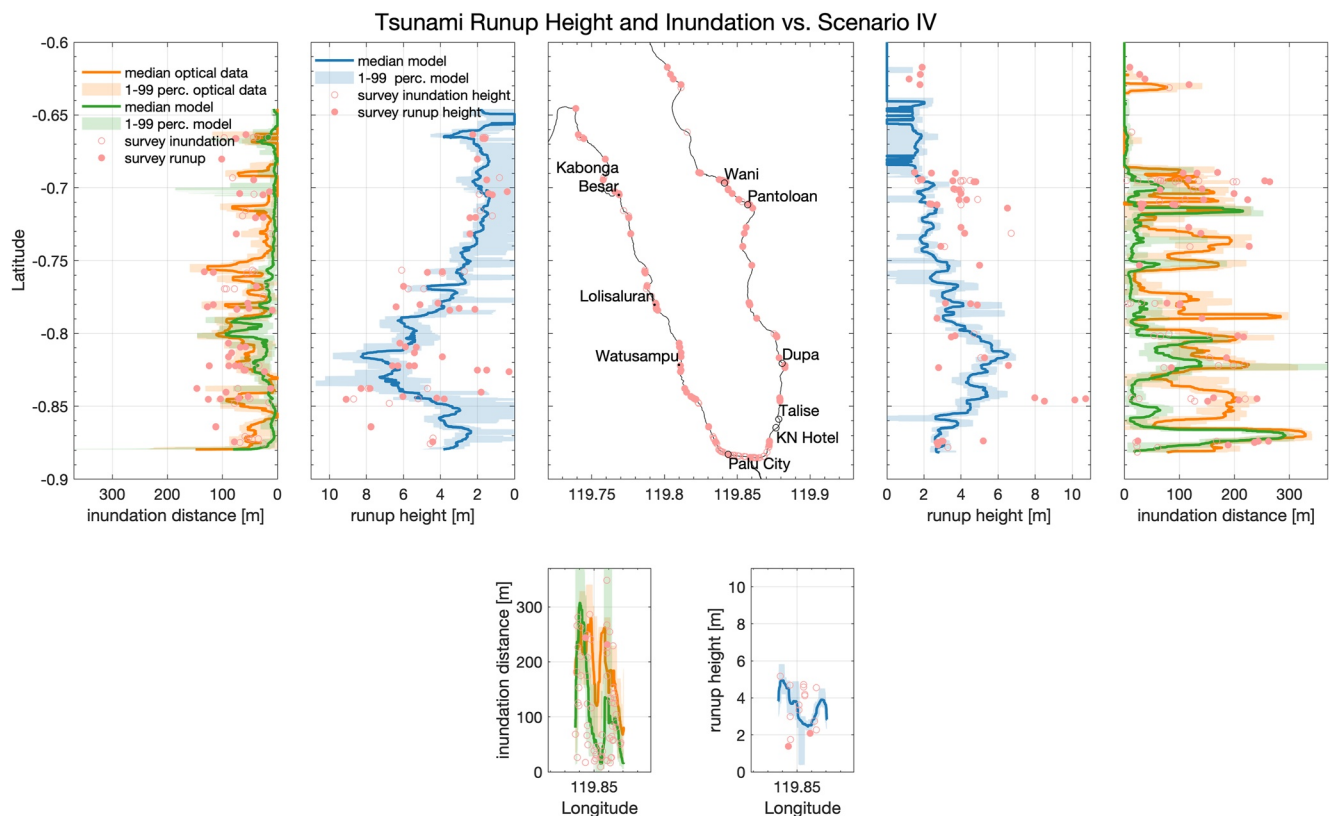 Tsunami Runup Height and Inundation vs. Scenario IV
-0.6
-0.65
-0.7
-0.75
-0.8
-0.85
-0.9
Latitude
median optical data
1-99 perc. optical data
median model
1-99 perc. model
survey inundation
survey runup
300 200 100 0
inundation distance [m]
median model
1-99 perc. model
survey inundation height
survey runup height
10 8 6 4 2 0
runup height [m]
Kabonga
Besar
Wani
Pantoloan
Lolisaluran
Watusampu
Dupa
Talise
KN Hotel
Palu City
119.75 119.8 119.85 119.9
0 2 4 6 8 10
runup height [m]
0 100 200 300
inundation distance [m]
inundation distance [m]
300
200
100
0
119.85
Longitude
runup height [m]
10
8
6
4
2
0
119.85
Longitude